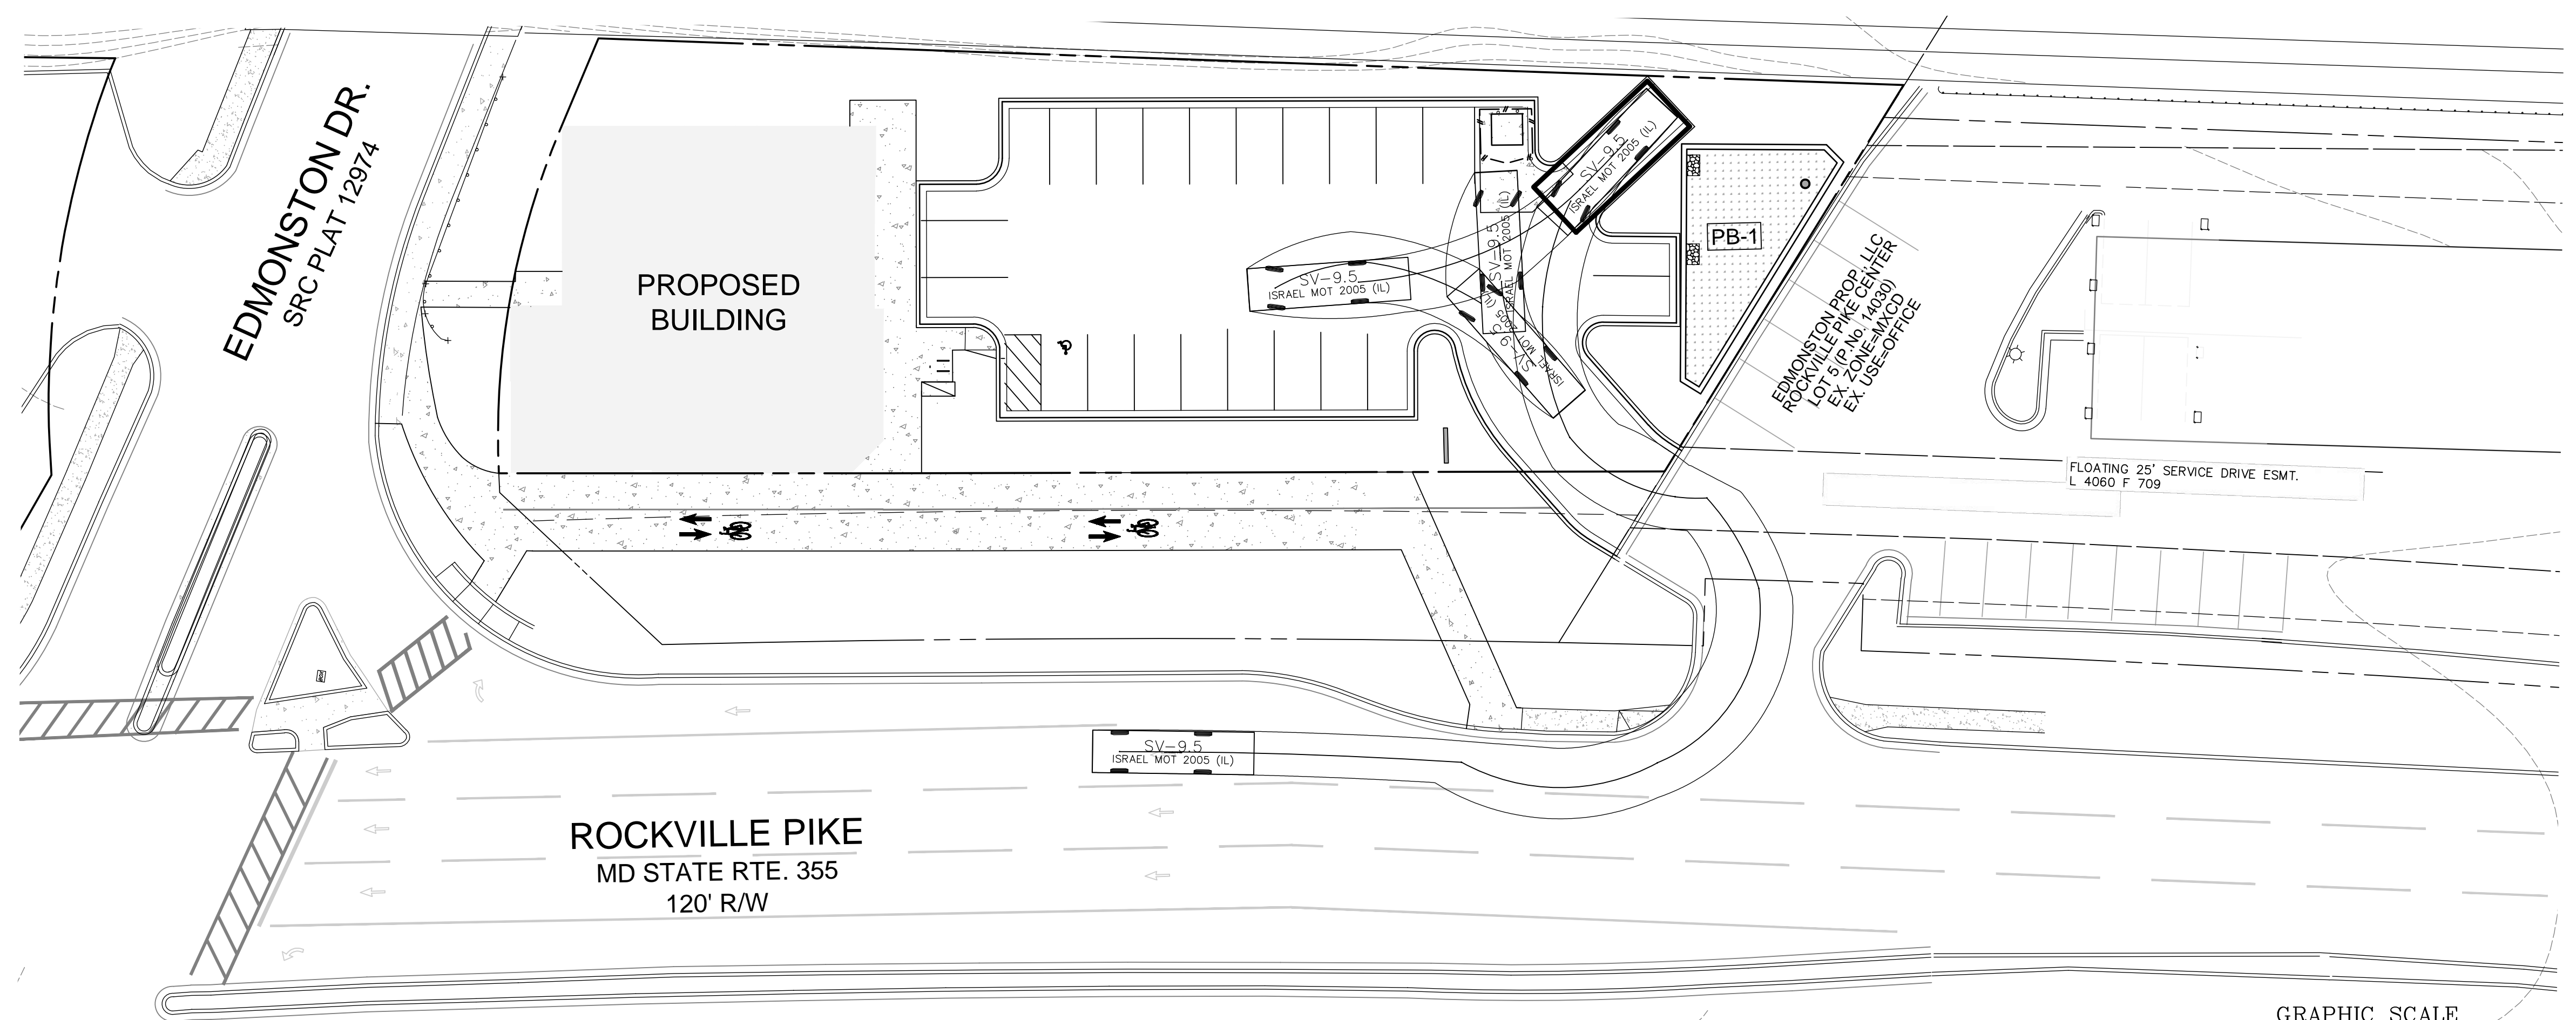 EDMONSTON DR.
SRC PLAT 12974
PROPOSED
BUILDING
SV-9.5
ISRAEL MOT 2005 (IL)
SV-9.5
ISRAEL MOT 2005 (IL)
SV-9.5
ISRAEL MOT 2005 (IL)
SV-9.5
ISRAEL MOT 2005 (IL)
PB-1
EDMONSTON PROP., LLC
ROCKVILLE PIKE CENTER
LOT 5 (P.No. 14030)
EX. ZONE=MXCD
EX. USE=OFFICE
FLOATING 25' SERVICE DRIVE ESMT.
L 4060 F 709
SV-9.5
ISRAEL MOT 2005 (IL)
ROCKVILLE PIKE
MD STATE RTE. 355
120' R/W
GRAPHIC SCALE